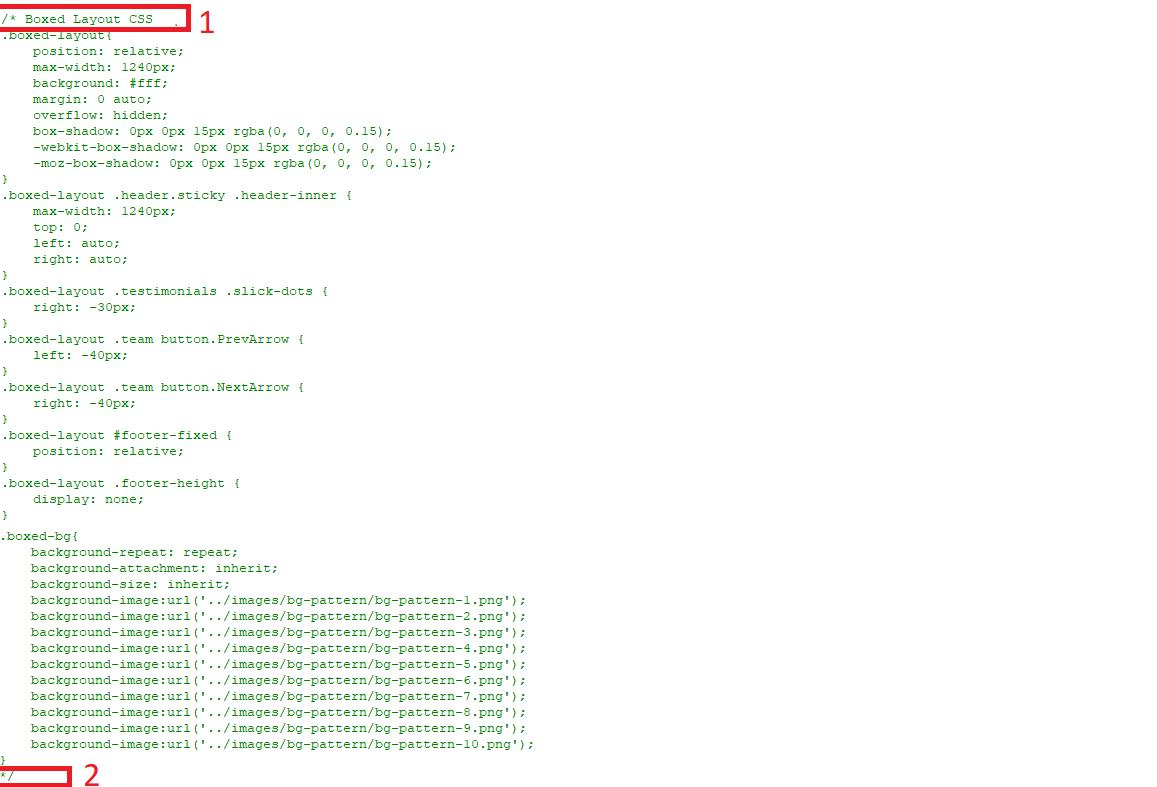 /* Boxed Layout CSS 1
.boxed-layout{
    position: relative;
    max-width: 1240px;
    background: #fff;
    margin: 0 auto;
    overflow: hidden;
    box-shadow: 0px 0px 15px rgba(0, 0, 0, 0.15);
    -webkit-box-shadow: 0px 0px 15px rgba(0, 0, 0, 0.15);
    -moz-box-shadow: 0px 0px 15px rgba(0, 0, 0, 0.15);
}
.boxed-layout .header.sticky .header-inner {
    max-width: 1240px;
    top: 0;
    left: auto;
    right: auto;
}
.boxed-layout .testimonials .slick-dots {
    right: -30px;
}
.boxed-layout .team button.PrevArrow {
    left: -40px;
}
.boxed-layout .team button.NextArrow {
    right: -40px;
}
.boxed-layout #footer-fixed {
    position: relative;
}
.boxed-layout .footer-height {
    display: none;
}
.boxed-bg{
    background-repeat: repeat;
    background-attachment: inherit;
    background-size: inherit;
    background-image:url('../images/bg-pattern/bg-pattern-1.png');
    background-image:url('../images/bg-pattern/bg-pattern-2.png');
    background-image:url('../images/bg-pattern/bg-pattern-3.png');
    background-image:url('../images/bg-pattern/bg-pattern-4.png');
    background-image:url('../images/bg-pattern/bg-pattern-5.png');
    background-image:url('../images/bg-pattern/bg-pattern-6.png');
    background-image:url('../images/bg-pattern/bg-pattern-7.png');
    background-image:url('../images/bg-pattern/bg-pattern-8.png');
    background-image:url('../images/bg-pattern/bg-pattern-9.png');
    background-image:url('../images/bg-pattern/bg-pattern-10.png');
}
*/ 2